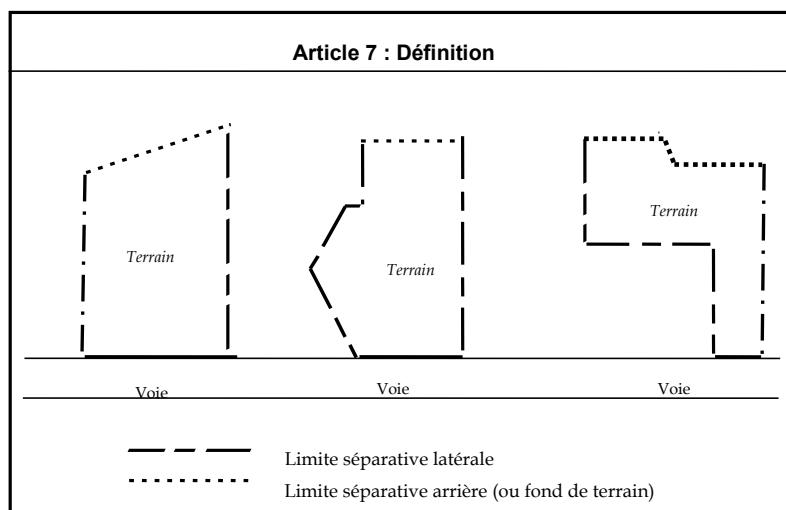 Article 7 : Définition
Terrain
Terrain
Terrain
Voie
Voie
Voie
Limite séparative latérale
Limite séparative arrière (ou fond de terrain)